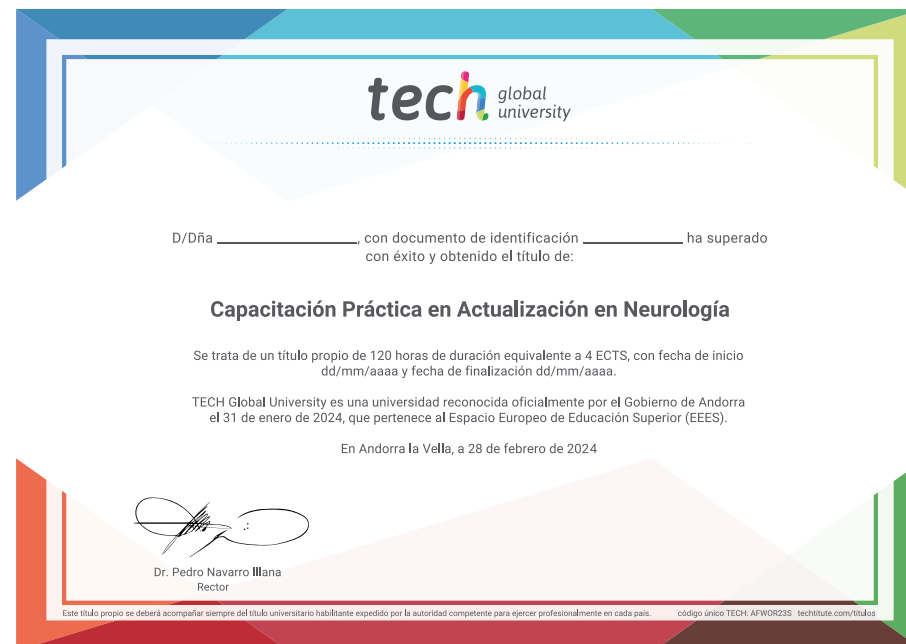 tech global university
D/Dña ____________________, con documento de identificación ______________ ha superado
con éxito y obtenido el título de:
Capacitación Práctica en Actualización en Neurología
Se trata de un título propio de 120 horas de duración equivalente a 4 ECTS, con fecha de inicio
dd/mm/aaaa y fecha de finalización dd/mm/aaaa.
TECH Global University es una universidad reconocida oficialmente por el Gobierno de Andorra
el 31 de enero de 2024, que pertenece al Espacio Europeo de Educación Superior (EEES).
En Andorra la Vella, a 28 de febrero de 2024
Dr. Pedro Navarro Illana
Rector
Este título propio se deberá acompañar siempre del título universitario habilitante expedido por la autoridad competente para ejercer profesionalmente en cada país. código único TECH: AFWOR23S techtitute.com/titulos